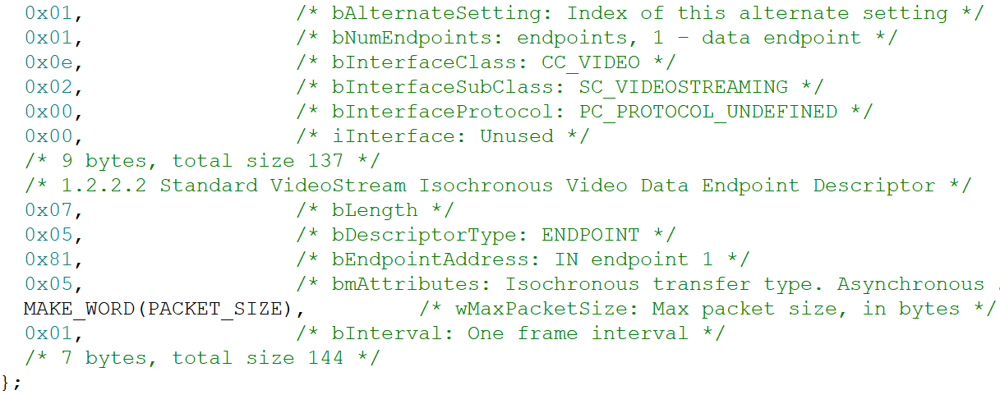 0x01, /* bAlternateSetting: Index of this alternate setting */
0x01, /* bNumEndpoints: endpoints, 1 – data endpoint */
0x0e, /* bInterfaceClass: CC_VIDEO */
0x02, /* bInterfaceSubClass: SC_VIDEOSTREAMING */
0x00, /* bInterfaceProtocol: PC_PROTOCOL_UNDEFINED */
0x00, /* iInterface: Unused */
/* 9 bytes, total size 137 */
/* 1.2.2.2 Standard VideoStream Isochronous Video Data Endpoint Descriptor */
0x07, /* bLength */
0x05, /* bDescriptorType: ENDPOINT */
0x81, /* bEndpointAddress: IN endpoint 1 */
0x05, /* bmAttributes: Isochronous transfer type. Asynchronous
MAKE_WORD(PACKET_SIZE), /* wMaxPacketSize: Max packet size, in bytes */
0x01, /* bInterval: One frame interval */
/* 7 bytes, total size 144 */
};